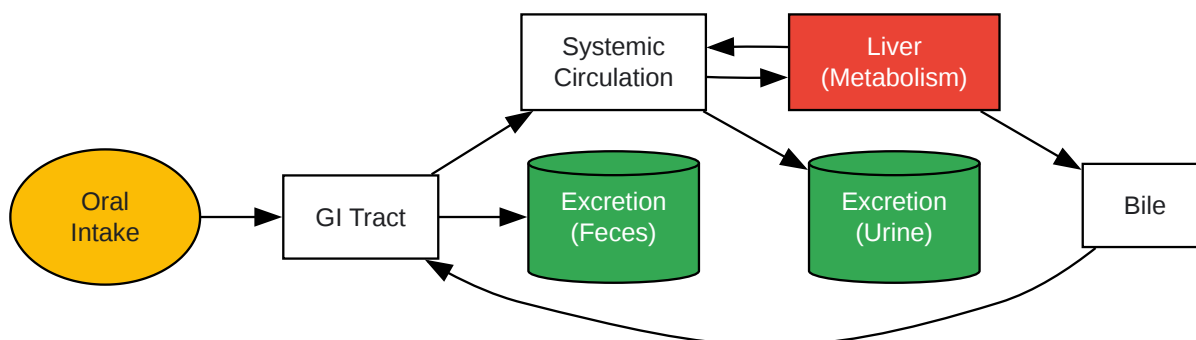 Systemic
Circulation
Liver
(Metabolism)
Oral
Intake
GI Tract
Excretion
(Feces)
Excretion
(Urine)
Bile